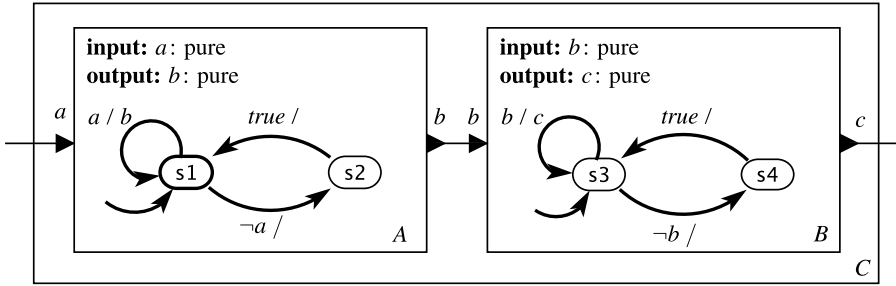 input: a: pure
output: b: pure
a
a / b
true /
s1
s2
¬a /
A
b
b
input: b: pure
output: c: pure
b / c
true /
s3
s4
¬b /
B
c
C